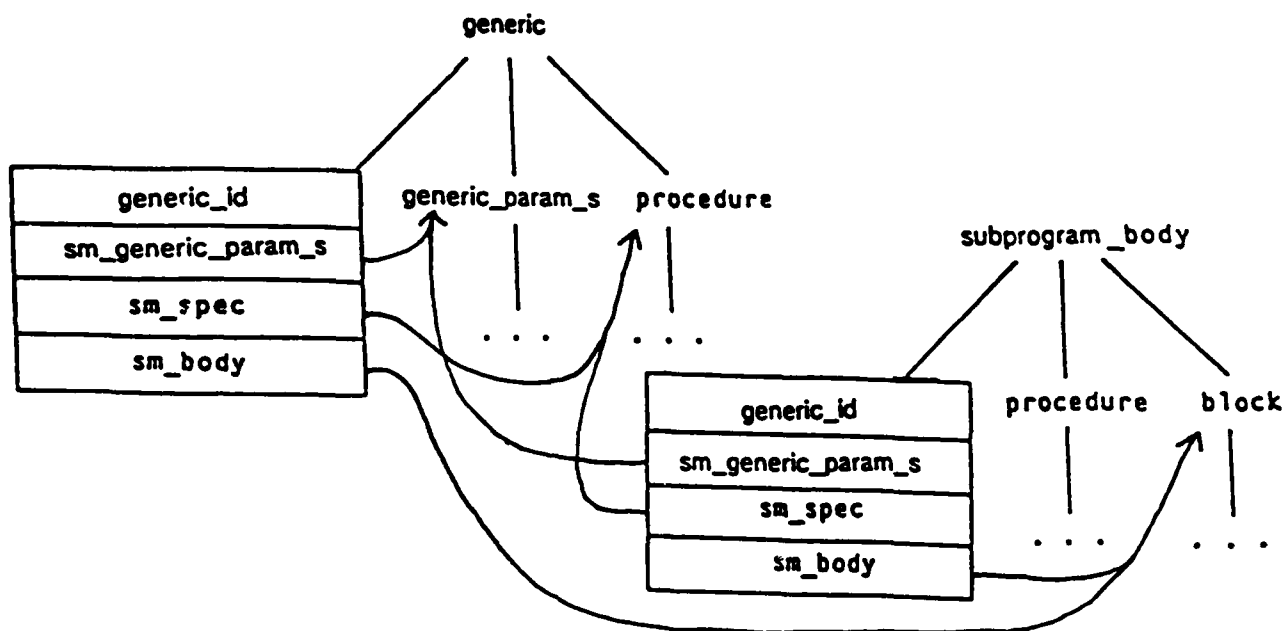 generic
generic_id
sm_generic_param_s
sm_spec
sm_body
generic_param_s procedure
. . . . . .
subprogram_body
generic_id
sm_generic_param_s
sm_spec
sm_body
procedure block
. . . . . .